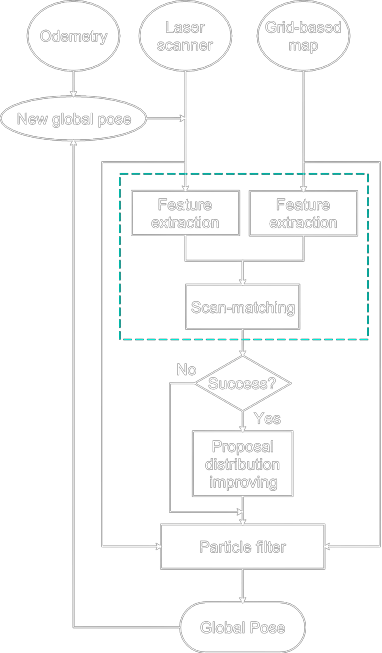 Odemetry
Laser
scanner
Grid-based
map
New global pose
Feature
extraction
Feature
extraction
Scan-matching
Success?
No
Yes
Proposal
distribution
improving
Particle filter
Global Pose